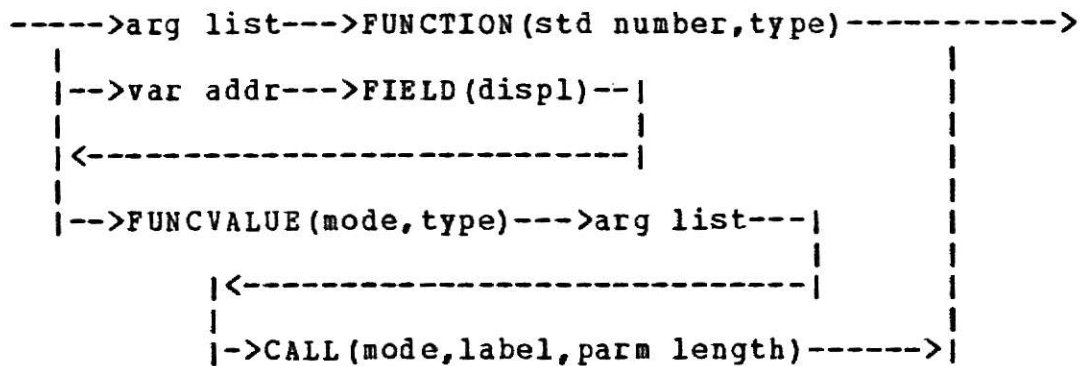 ----->arg list--->FUNCTION(std number,type)----------->
|-->var addr--->FIELD(displ)--|
|<----------------------------|
|-->FUNCVALUE(mode,type)--->arg list---|
|<-----------------------------|
|->CALL(mode,label,parm length)------>|